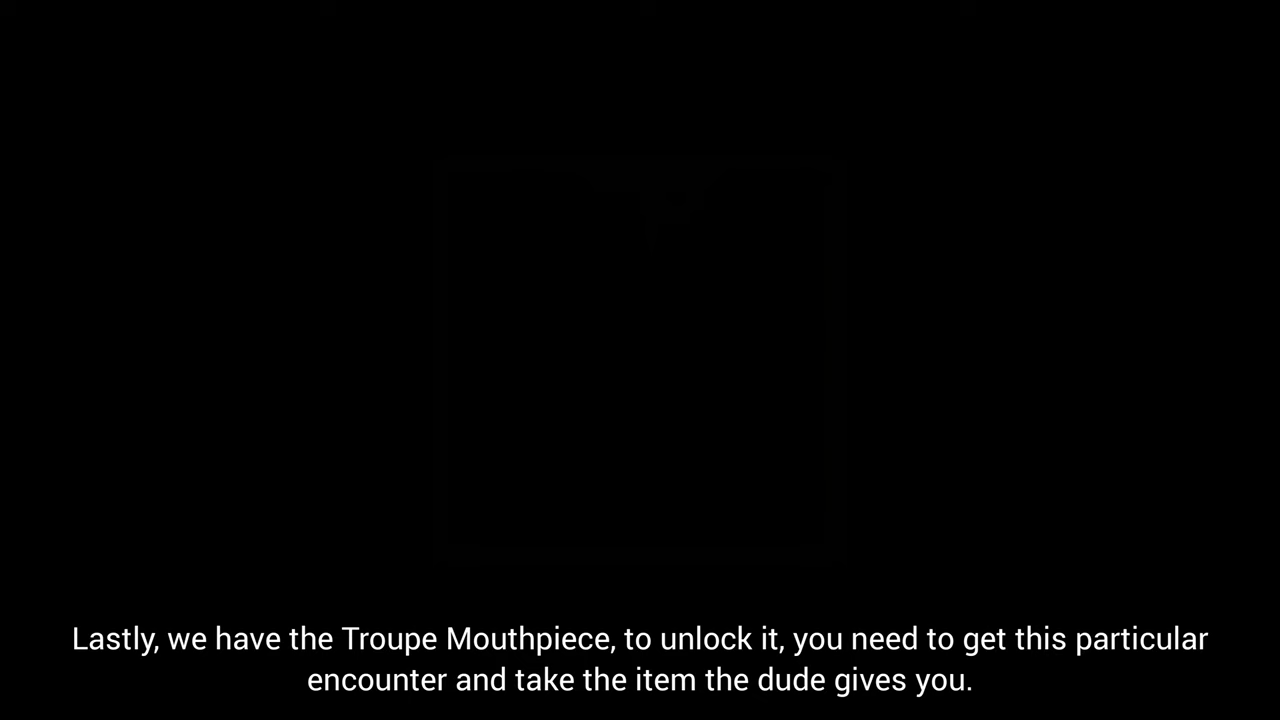 Lastly, we have the Troupe Mouthpiece, to unlock it, you need to get this particular
encounter and take the item the dude gives you.